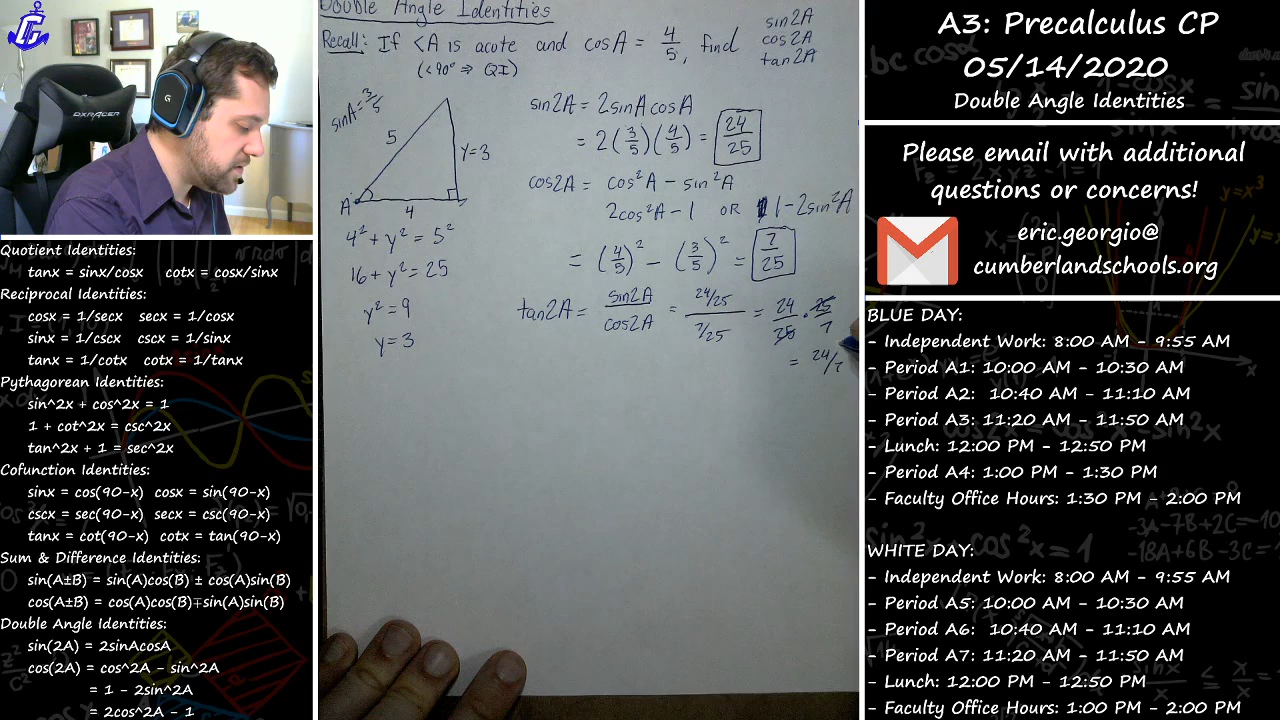 Double Angle Identities
Recall: If <A is acute and cosA = 4/5, find sin2A
cos2A
tan2A
(<90° ⇒ QI)
sinA = 3/5
5
y=3
A
4
4² + y² = 5²
16 + y² = 25
y² = 9
y = 3
sin2A = 2sinAcosA
= 2(3/5)(4/5) = 24/25
cos2A = cos²A - sin²A
2cos²A - 1 OR 1 - 2sin²A
= (4/5)² - (3/5)² = 7/25
tan2A = sin2A/cos2A = 24/25 / 7/25 = 24/25 · 25/7
= 24/7
DXRACER
Quotient Identities:
tanx = sinx/cosx cotx = cosx/sinx
Reciprocal Identities:
cosx = 1/secx secx = 1/cosx
sinx = 1/cscx cscx = 1/sinx
tanx = 1/cotx cotx = 1/tanx
Pythagorean Identities:
sin^2x + cos^2x = 1
1 + cot^2x = csc^2x
tan^2x + 1 = sec^2x
Cofunction Identities:
sinx = cos(90-x) cosx = sin(90-x)
cscx = sec(90-x) secx = csc(90-x)
tanx = cot(90-x) cotx = tan(90-x)
Sum & Difference Identities:
sin(A±B) = sin(A)cos(B) ± cos(A)sin(B)
cos(A±B) = cos(A)cos(B)∓sin(A)sin(B)
Double Angle Identities:
sin(2A) = 2sinAcosA
cos(2A) = cos^2A - sin^2A
= 1 - 2sin^2A
= 2cos^2A - 1
A3: Precalculus CP
05/14/2020
Double Angle Identities
Please email with additional
questions or concerns!
eric.georgio@
cumberlandschools.org
BLUE DAY:
- Independent Work: 8:00 AM - 9:55 AM
- Period A1: 10:00 AM - 10:30 AM
- Period A2: 10:40 AM - 11:10 AM
- Period A3: 11:20 AM - 11:50 AM
- Lunch: 12:00 PM - 12:50 PM
- Period A4: 1:00 PM - 1:30 PM
- Faculty Office Hours: 1:30 PM - 2:00 PM
WHITE DAY:
- Independent Work: 8:00 AM - 9:55 AM
- Period A5: 10:00 AM - 10:30 AM
- Period A6: 10:40 AM - 11:10 AM
- Period A7: 11:20 AM - 11:50 AM
- Lunch: 12:00 PM - 12:50 PM
- Faculty Office Hours: 1:00 PM - 2:00 PM